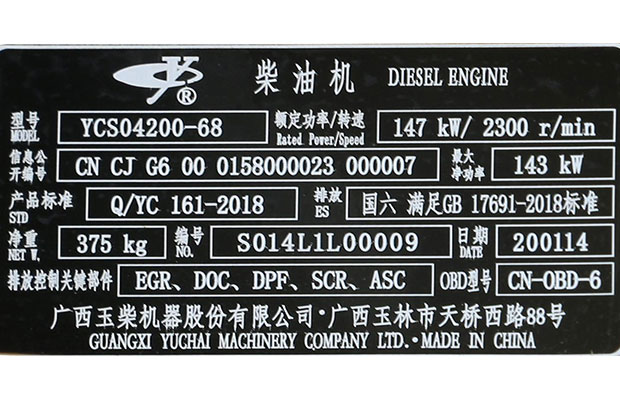 ® 柴油机 DIESEL ENGINE
型号 MODEL YCS04200-68 额定功率/转速 Rated Power/Speed 147 kW/ 2300 r/min
信息公开编号 CN CJ G6 00 0158000023 000007 最大净功率 143 kW
产品标准 STD Q/YC 161-2018 排放 ES 国六 满足GB 17691-2018标准
净重 NET W. 375 kg 编号 NO. S014L1L00009 日期 DATE 200114
排放控制关键部件 EGR、DOC、DPF、SCR、ASC OBD型号 CN-OBD-6
广西玉柴机器股份有限公司·广西玉林市天桥西路88号
GUANGXI YUCHAI MACHINERY COMPANY LTD. · MADE IN CHINA